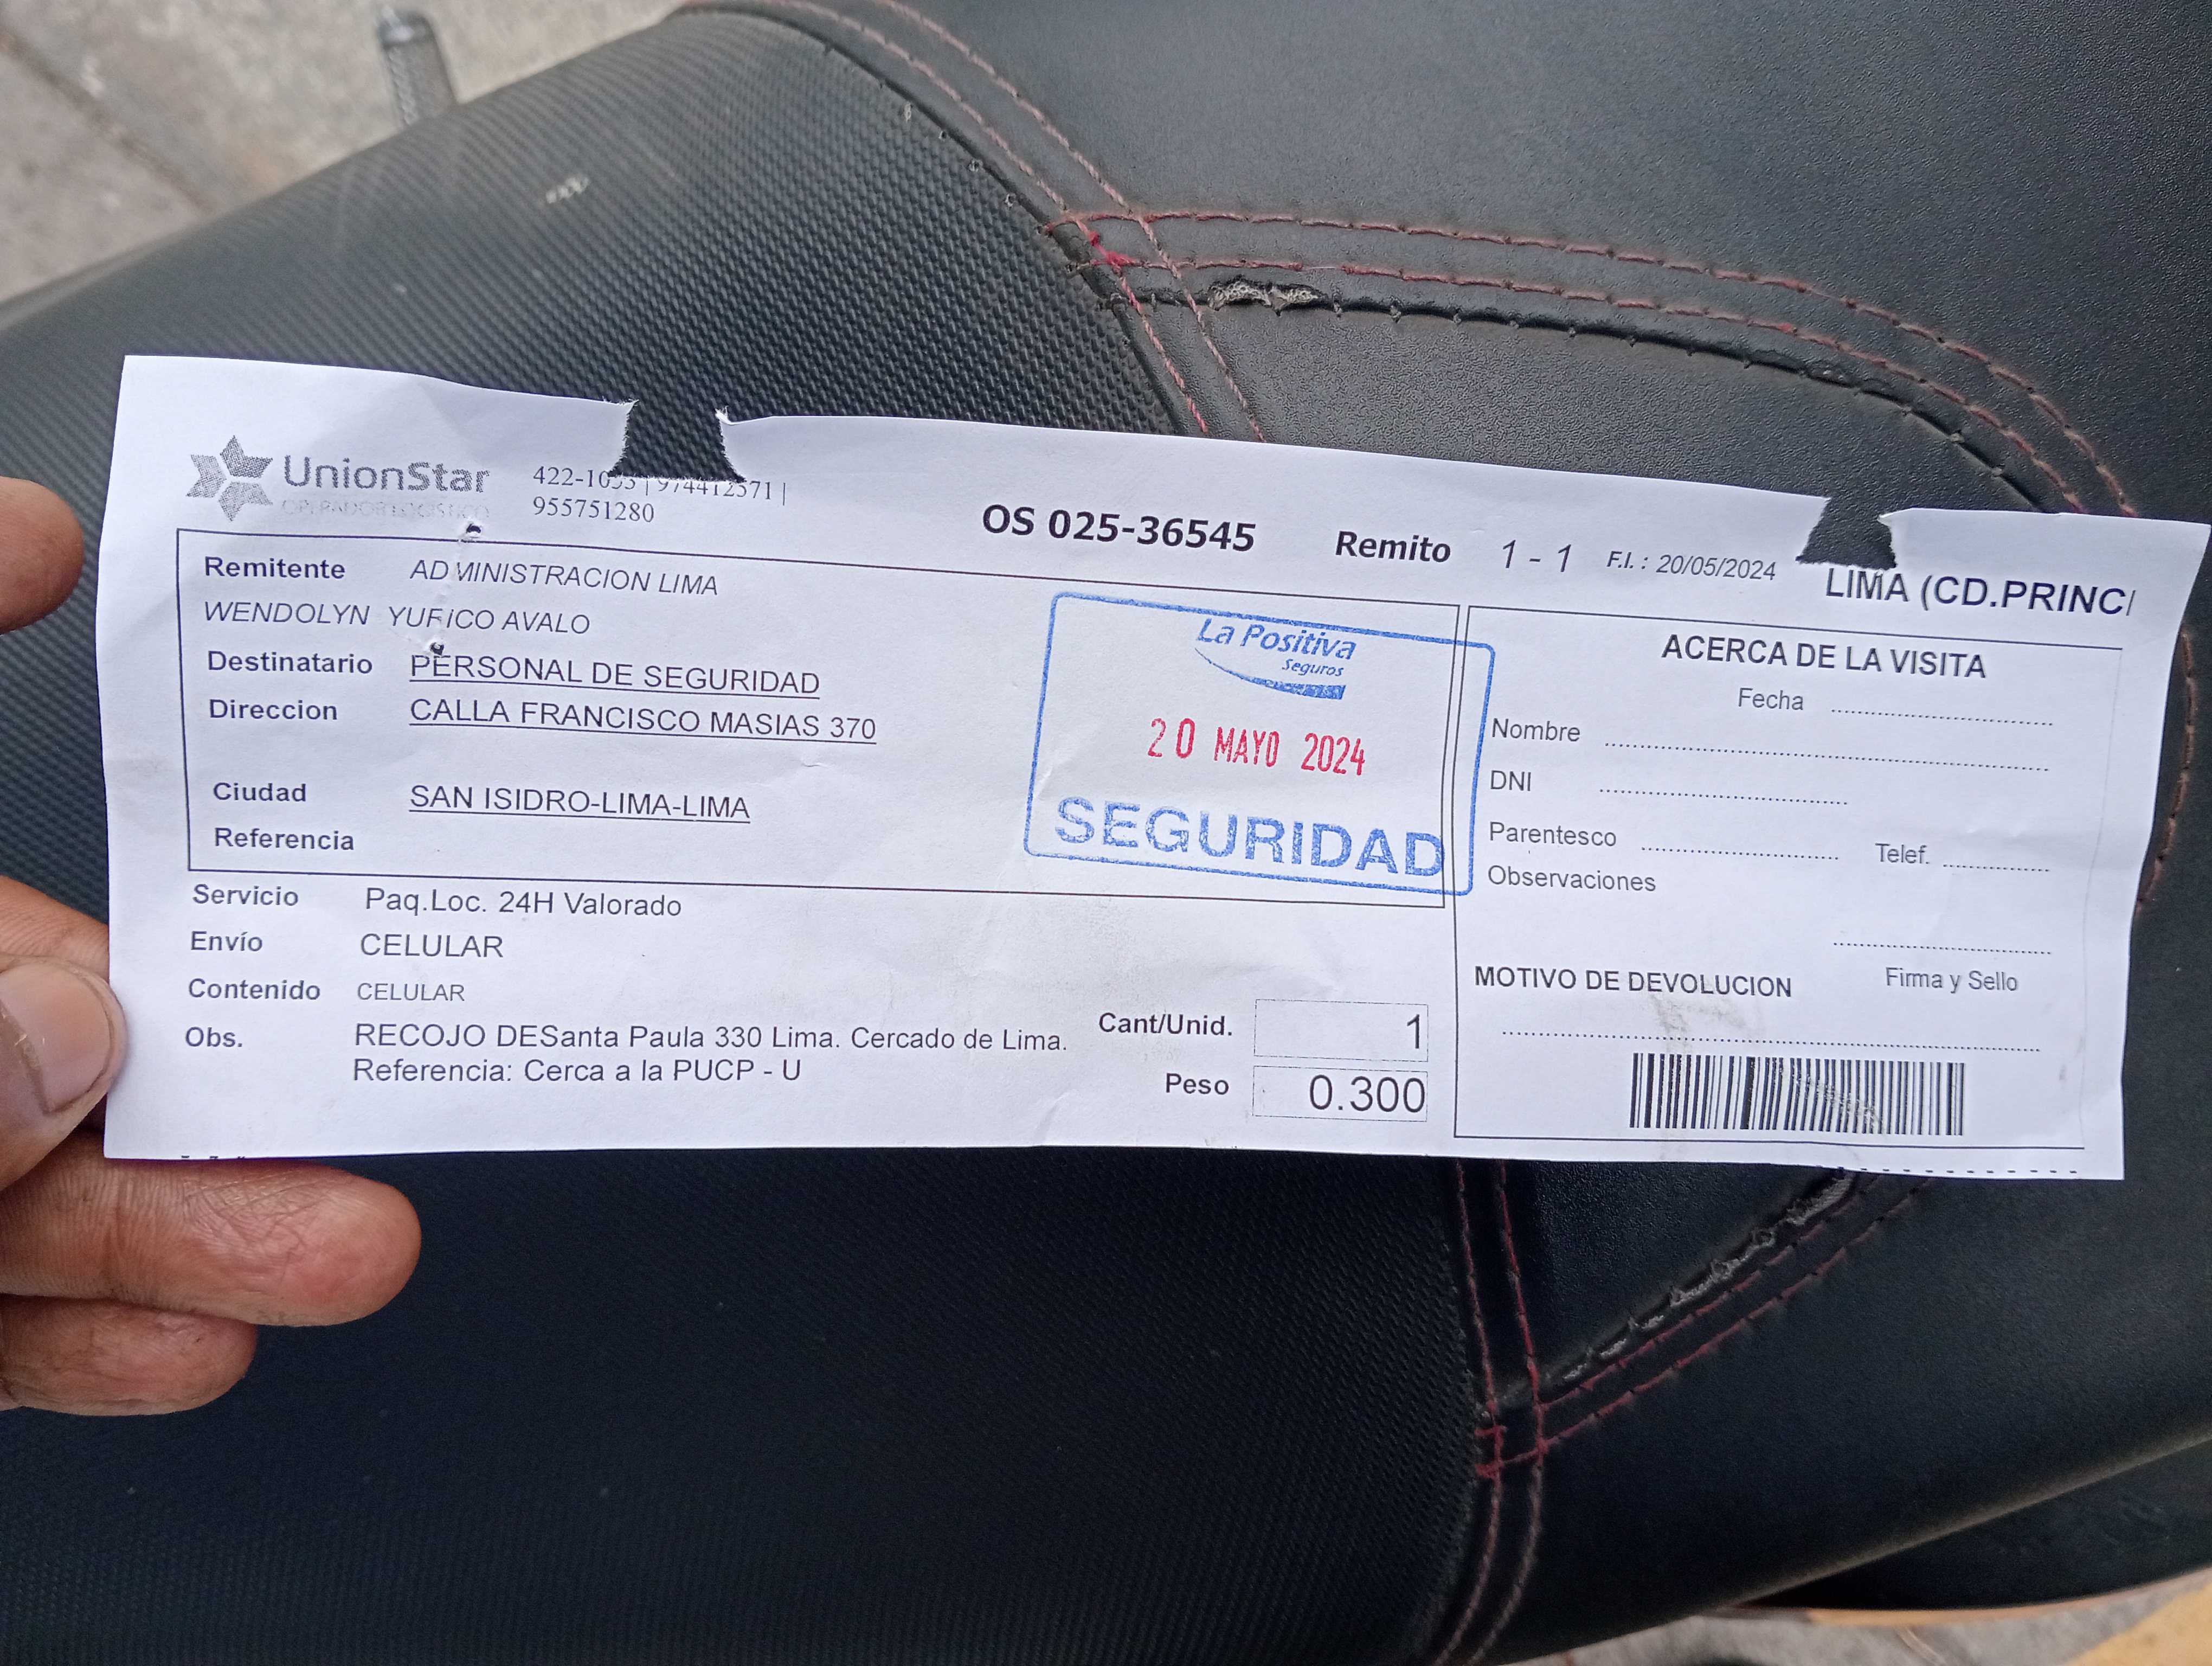 UnionStar
OPERADOR LOGISTICO
422-1055 | 974412571 |
955751280
OS 025-36545 Remito 1 - 1 F.I. : 20/05/2024
LIMA (CD.PRINCI
Remitente ADMINISTRACION LIMA
WENDOLYN YURICO AVALO
Destinatario PERSONAL DE SEGURIDAD
Direccion CALLA FRANCISCO MASIAS 370
Ciudad SAN ISIDRO-LIMA-LIMA
Referencia
La Positiva
Seguros
20 MAYO 2024
SEGURIDAD
Servicio Paq.Loc. 24H Valorado
Envío CELULAR
Contenido CELULAR
Obs. RECOJO DESanta Paula 330 Lima. Cercado de Lima.
Referencia: Cerca a la PUCP - U
Cant/Unid. 1
Peso 0.300
ACERCA DE LA VISITA
Fecha
Nombre
DNI
Parentesco Telef.
Observaciones
Firma y Sello
MOTIVO DE DEVOLUCION